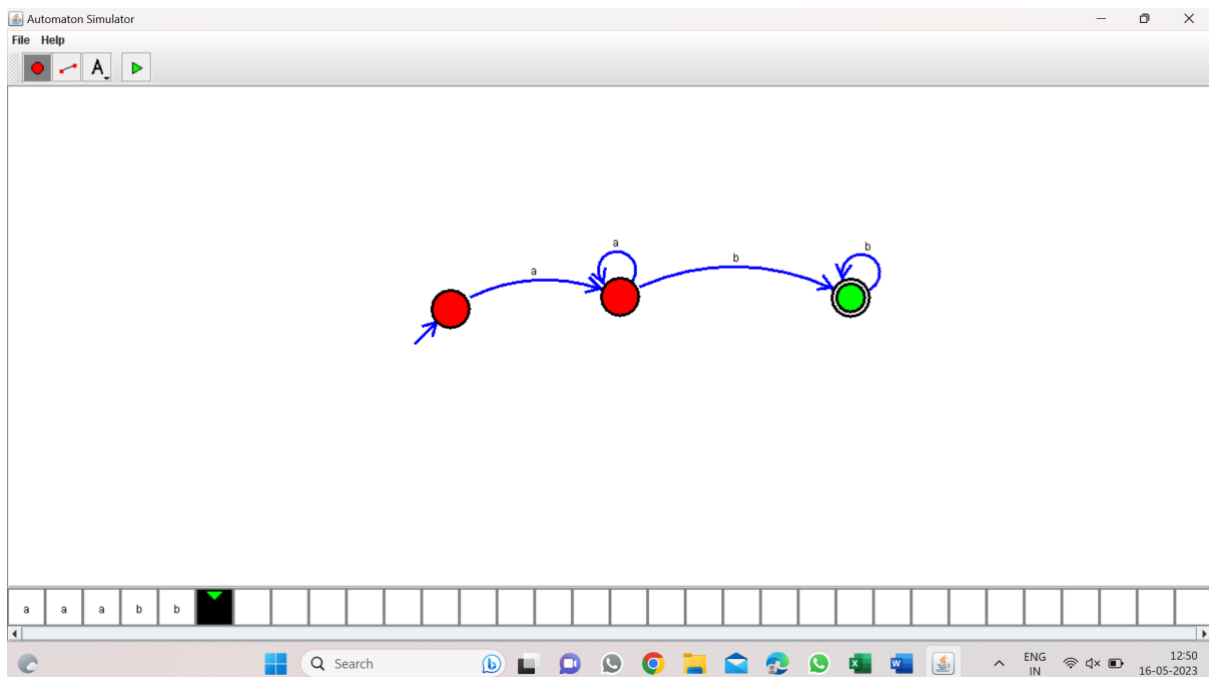 Automaton Simulator
File Help
A
a
a
b
b
a a a b b
Search
ENG
IN
12:50
16-05-2023